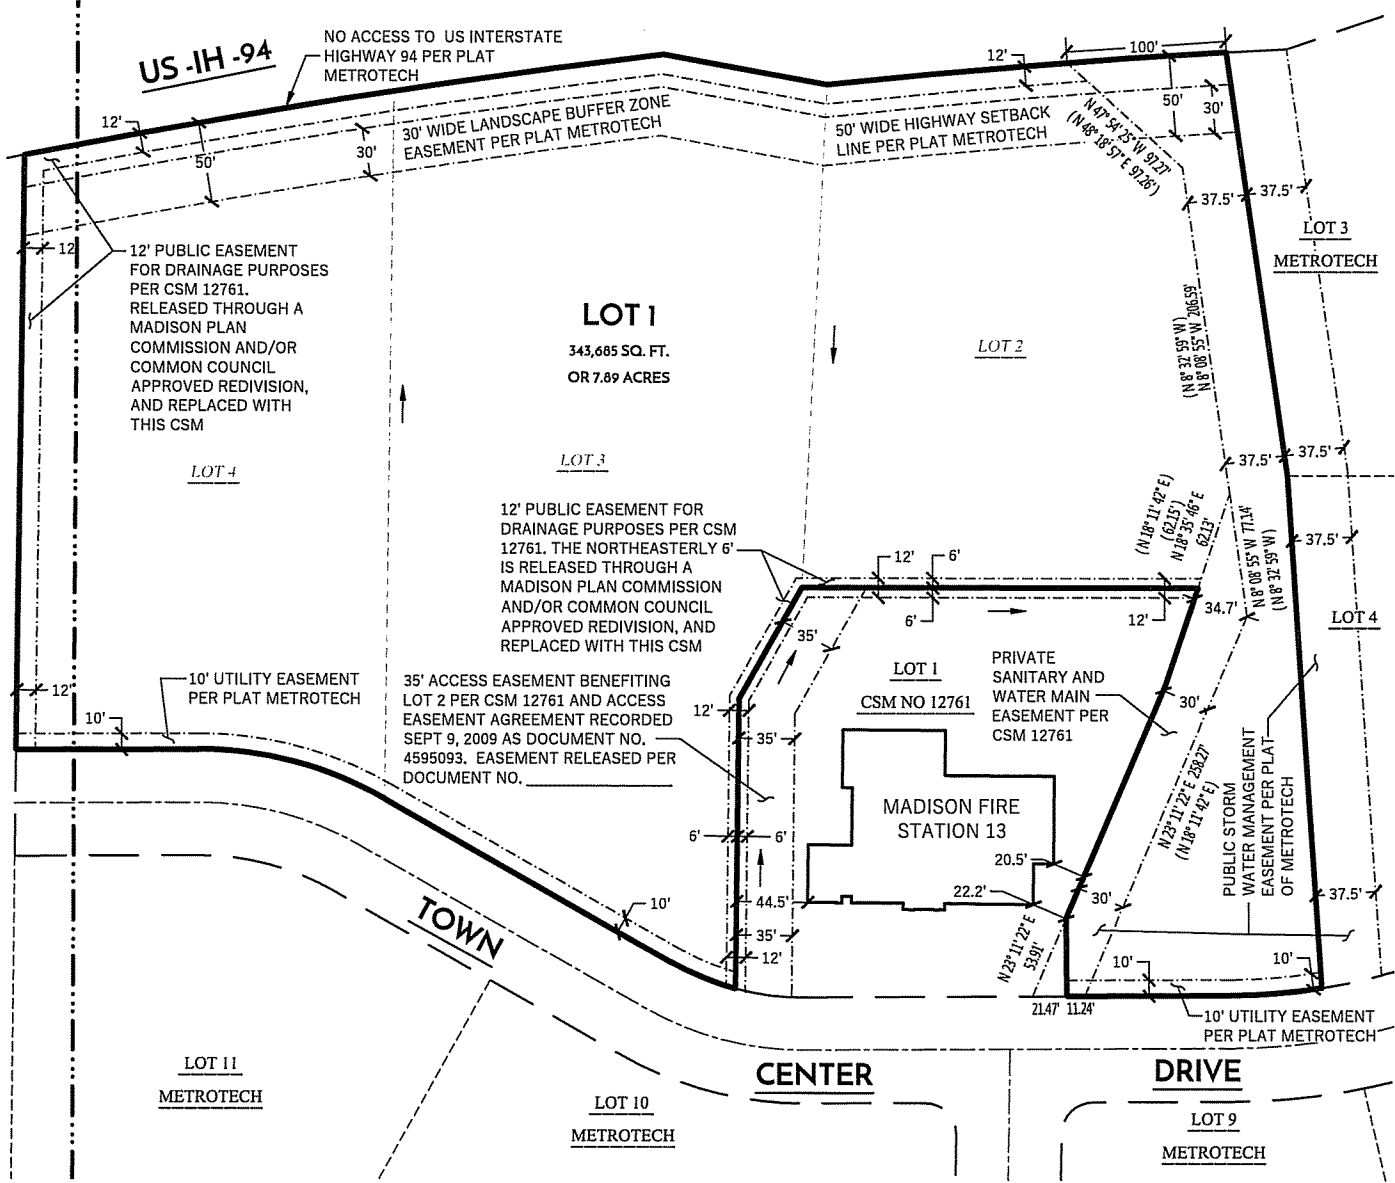 US -IH -94
NO ACCESS TO US INTERSTATE
HIGHWAY 94 PER PLAT
METROTECH
12'
50'
30'
30' WIDE LANDSCAPE BUFFER ZONE
EASEMENT PER PLAT METROTECH
12'
100'
50'
30'
50' WIDE HIGHWAY SETBACK
LINE PER PLAT METROTECH
N 47° 54' 25" W 97.27'
(N 48° 18' 57" E 97.26')
37.5'
37.5'
LOT 3
METROTECH
12'
12' PUBLIC EASEMENT
FOR DRAINAGE PURPOSES
PER CSM 12761.
RELEASED THROUGH A
MADISON PLAN
COMMISSION AND/OR
COMMON COUNCIL
APPROVED REDIVISION,
AND REPLACED WITH
THIS CSM
LOT 1
343,685 SQ. FT.
OR 7.89 ACRES
LOT 2
(N 8° 32' 59" W)
N 8° 08' 55" W 206.59'
LOT 4
LOT 3
37.5'
37.5'
12' PUBLIC EASEMENT FOR
DRAINAGE PURPOSES PER CSM
12761. THE NORTHEASTERLY 6'
IS RELEASED THROUGH A
MADISON PLAN COMMISSION
AND/OR COMMON COUNCIL
APPROVED REDIVISION, AND
REPLACED WITH THIS CSM
(N 18° 11' 42" E)
(62.15')
N 18° 35' 46" E
62.13'
N 8° 08' 55" W 77.14'
(N 8° 32' 59" W)
37.5'
12'
6'
6'
12'
34.7'
LOT 4
35'
10' UTILITY EASEMENT
PER PLAT METROTECH
12'
10'
35' ACCESS EASEMENT BENEFITING
LOT 2 PER CSM 12761 AND ACCESS
EASEMENT AGREEMENT RECORDED
SEPT 9, 2009 AS DOCUMENT NO.
4595093. EASEMENT RELEASED PER
DOCUMENT NO. ____________
LOT 1
CSM NO 12761
PRIVATE
SANITARY AND
WATER MAIN
EASEMENT PER
CSM 12761
12'
35'
30'
N 23° 11' 22" E 258.27'
(N 18° 11' 42" E)
PUBLIC STORM
WATER MANAGEMENT
EASEMENT PER PLAT
OF METROTECH
MADISON FIRE
STATION 13
6'
6'
20.5'
22.2'
30'
37.5'
44.5'
35'
12'
10'
N 23° 11' 22" E
53.91'
21.47'
11.24'
10'
10'
10' UTILITY EASEMENT
PER PLAT METROTECH
TOWN
CENTER
DRIVE
LOT 11
METROTECH
LOT 10
METROTECH
LOT 9
METROTECH